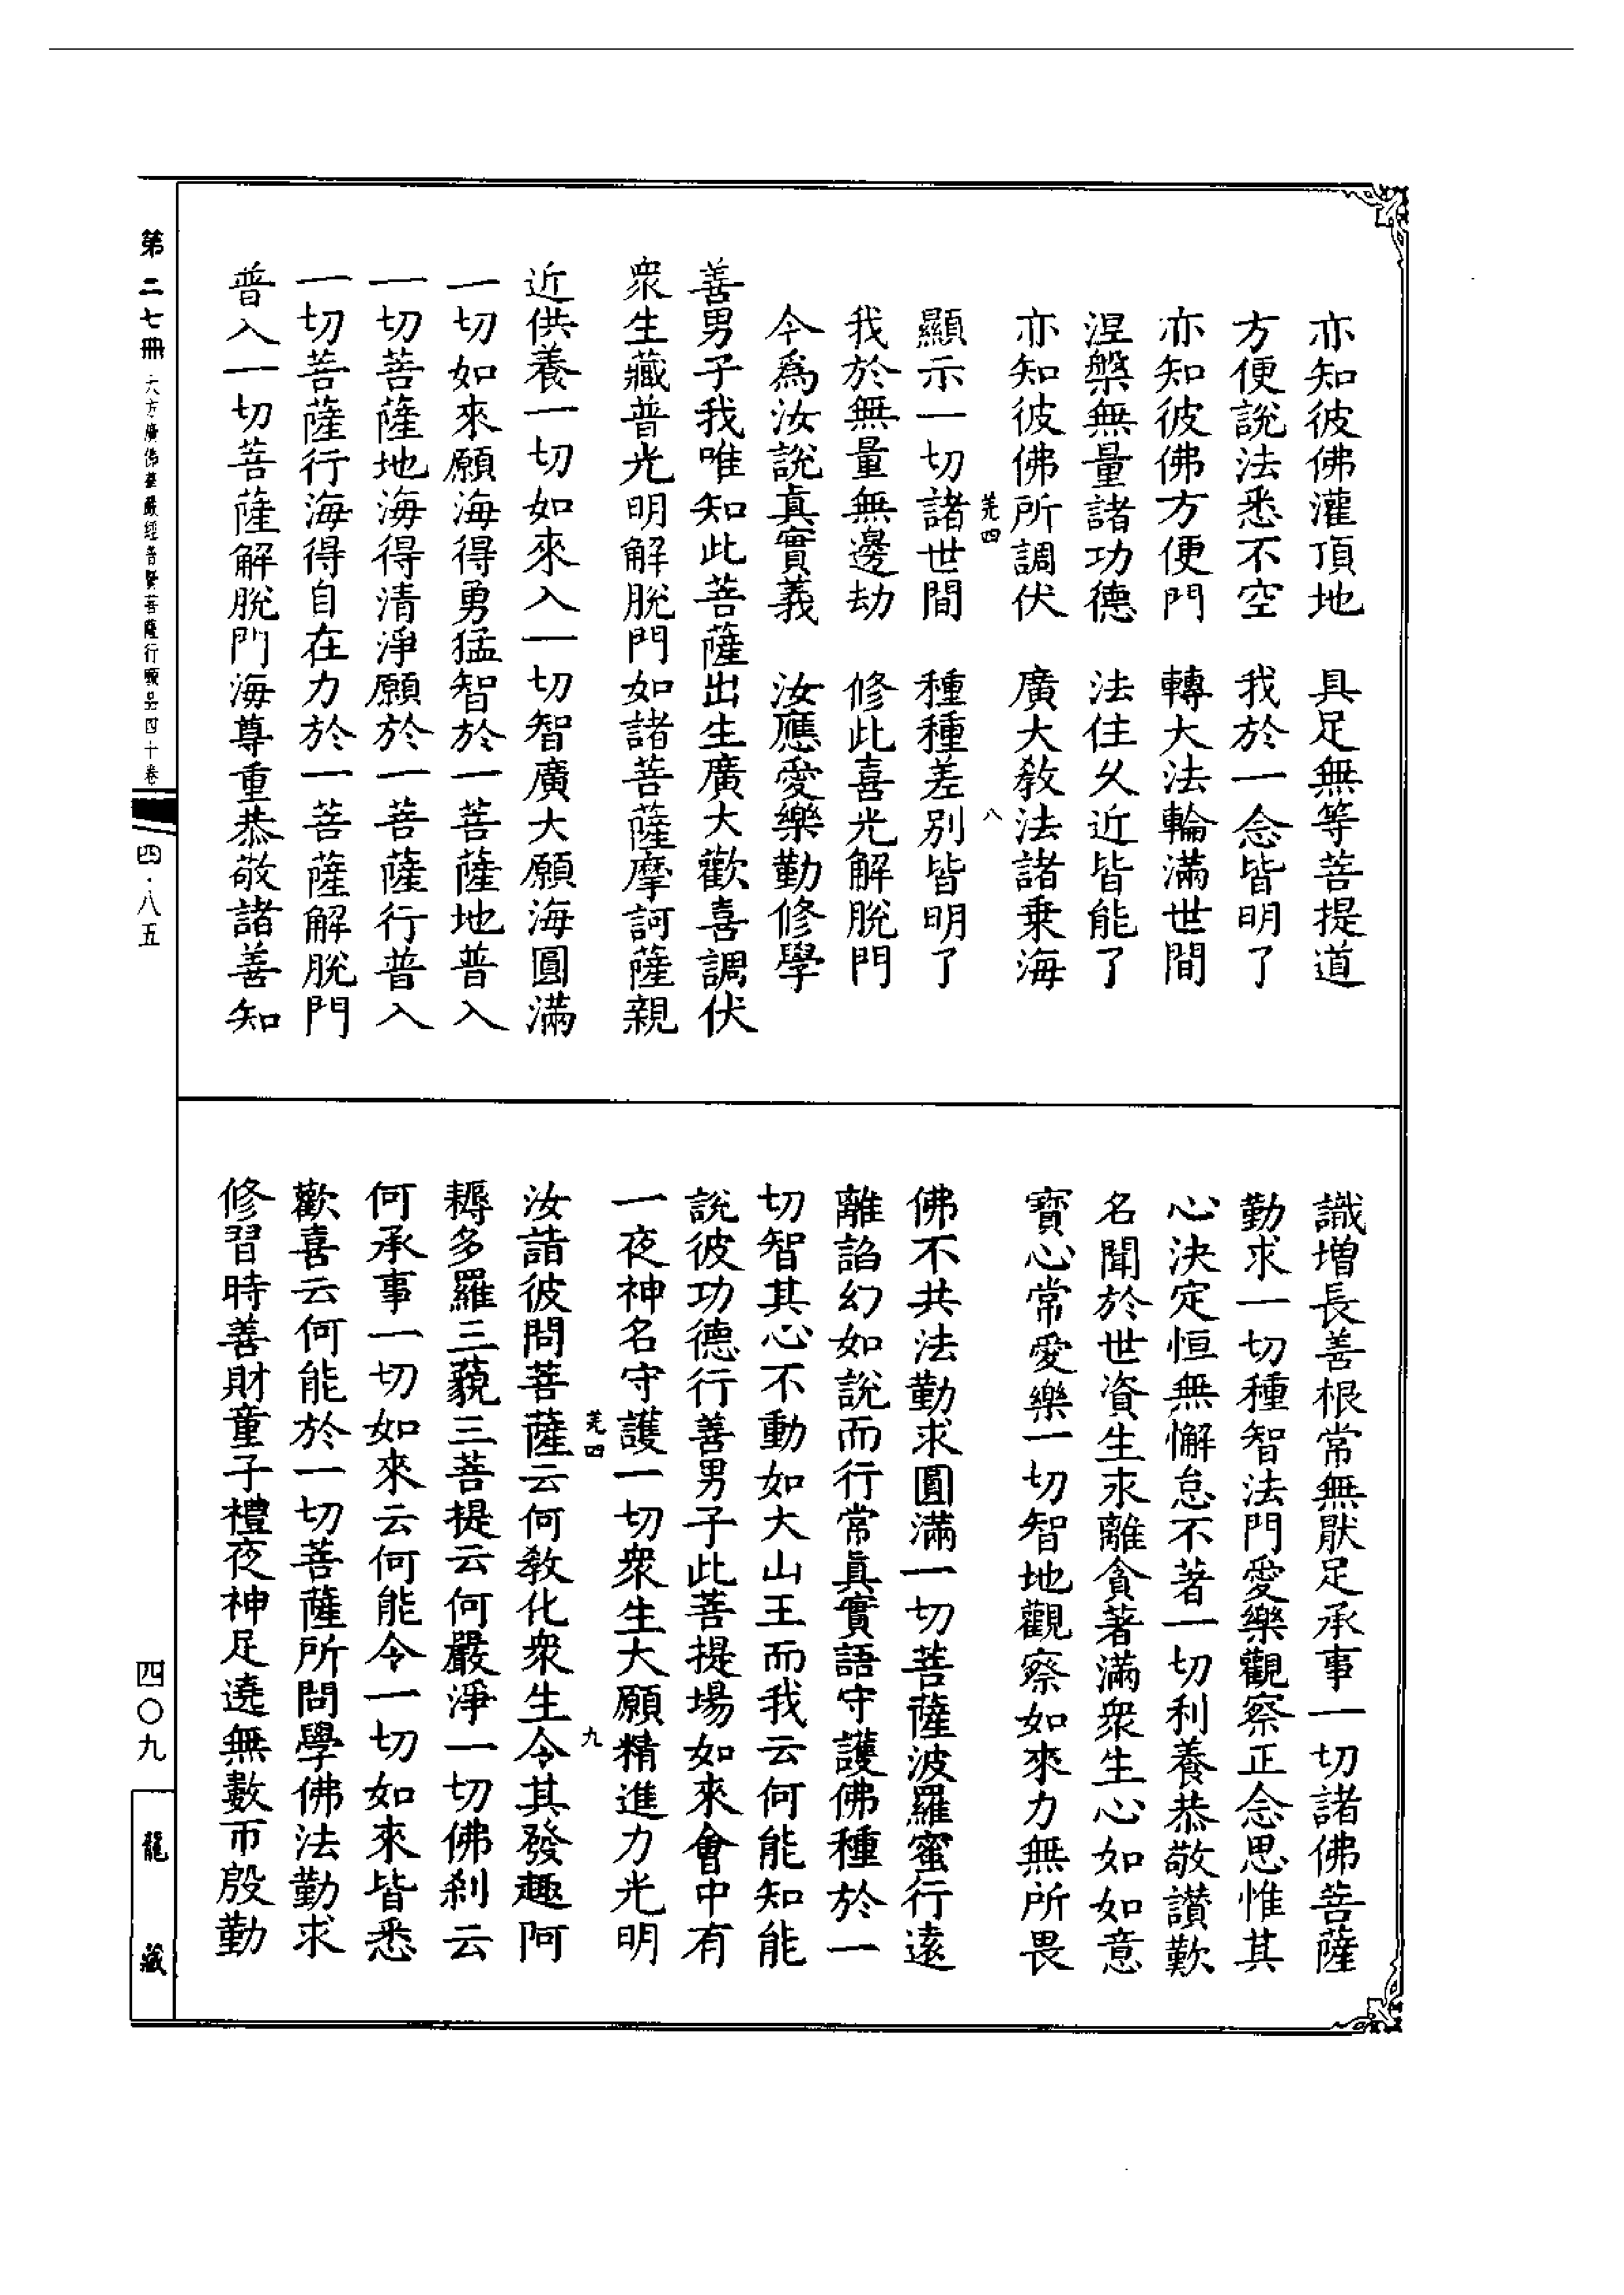 亦知彼佛灌頂地　具足無等菩提道
方便說法悉不空　我於一念皆明了
亦知彼佛方便門　轉大法輪滿世間
涅槃無量諸功德　法住久近皆能了
亦知彼佛所調伏　廣大教法諸乗海
羗四　八
顯示一切諸世間　種種差別皆明了
我於無量無邊劫　修此喜光解脫門
今爲汝說真實義　汝應愛樂勤修學
善男子我唯知此菩薩出生廣大歡喜調伏
衆生藏普光明解脫門如諸菩薩摩訶薩親
近供養一切如來入一切智廣大願海圓滿
一切如來願海得勇猛智於一菩薩地普入
一切菩薩地海得清淨願於一菩薩行普入
一切菩薩行海得自在力於一菩薩解脫門
普入一切菩薩解脫門海尊重恭敬諸善知
識增長善根常無猒足承事一切諸佛菩薩
勤求一切種智法門愛樂觀察正念思惟其
心決定恒無懈怠不著一切利養恭敬讃歎
名聞於世資生求離貪著滿衆生心如如意
寳心常愛樂一切智地觀察如來力無所畏
佛不共法勤求圓滿一切菩薩波羅蜜行遠
離諂幻如說而行常真實語守護佛種於一
切智其心不動如大山王而我云何能知能
說彼功德行善男子此菩提場如來會中有
一夜神名守護一切衆生大願精進力光明
羗四　九
汝詣彼問菩薩云何教化衆生令其發趣阿
耨多羅三藐三菩提云何嚴淨一切佛刹云
何承事一切如來云何能令一切如來皆悉
歡喜云何能於一切菩薩所問學佛法勤求
修習時善財童子禮夜神足遶無數帀殷勤
第二七冊　大方廣佛華嚴經普賢菩薩行願品四十卷　四·八五　四〇九　龍藏